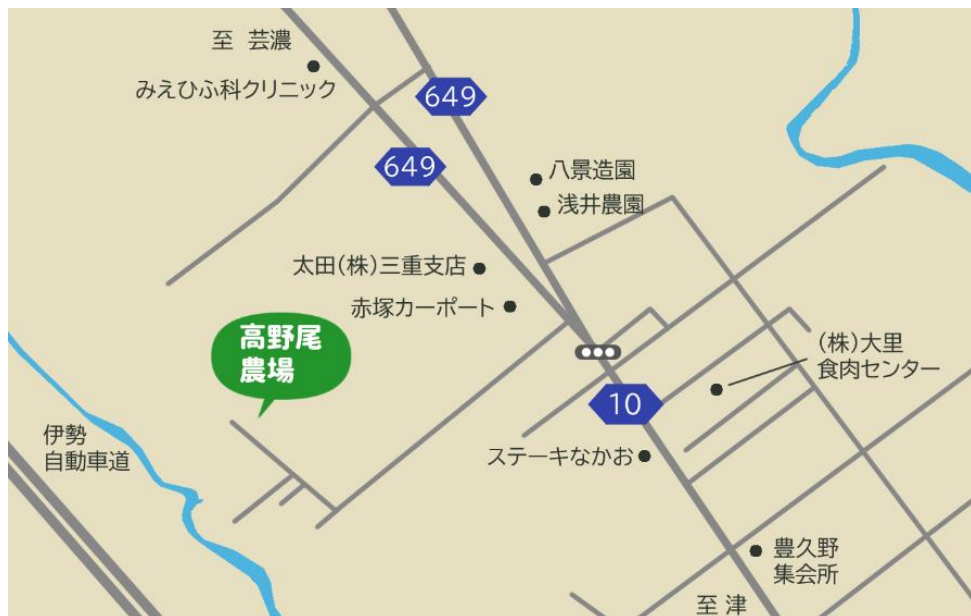 至 芸濃
みえひふ科クリニック
649
649
八景造園
浅井農園
太田(株)三重支店
赤塚カーポート
高野尾
農場
(株)大里
食肉センター
10
伊勢
自動車道
ステーキなかお
豊久野
集会所
至 津